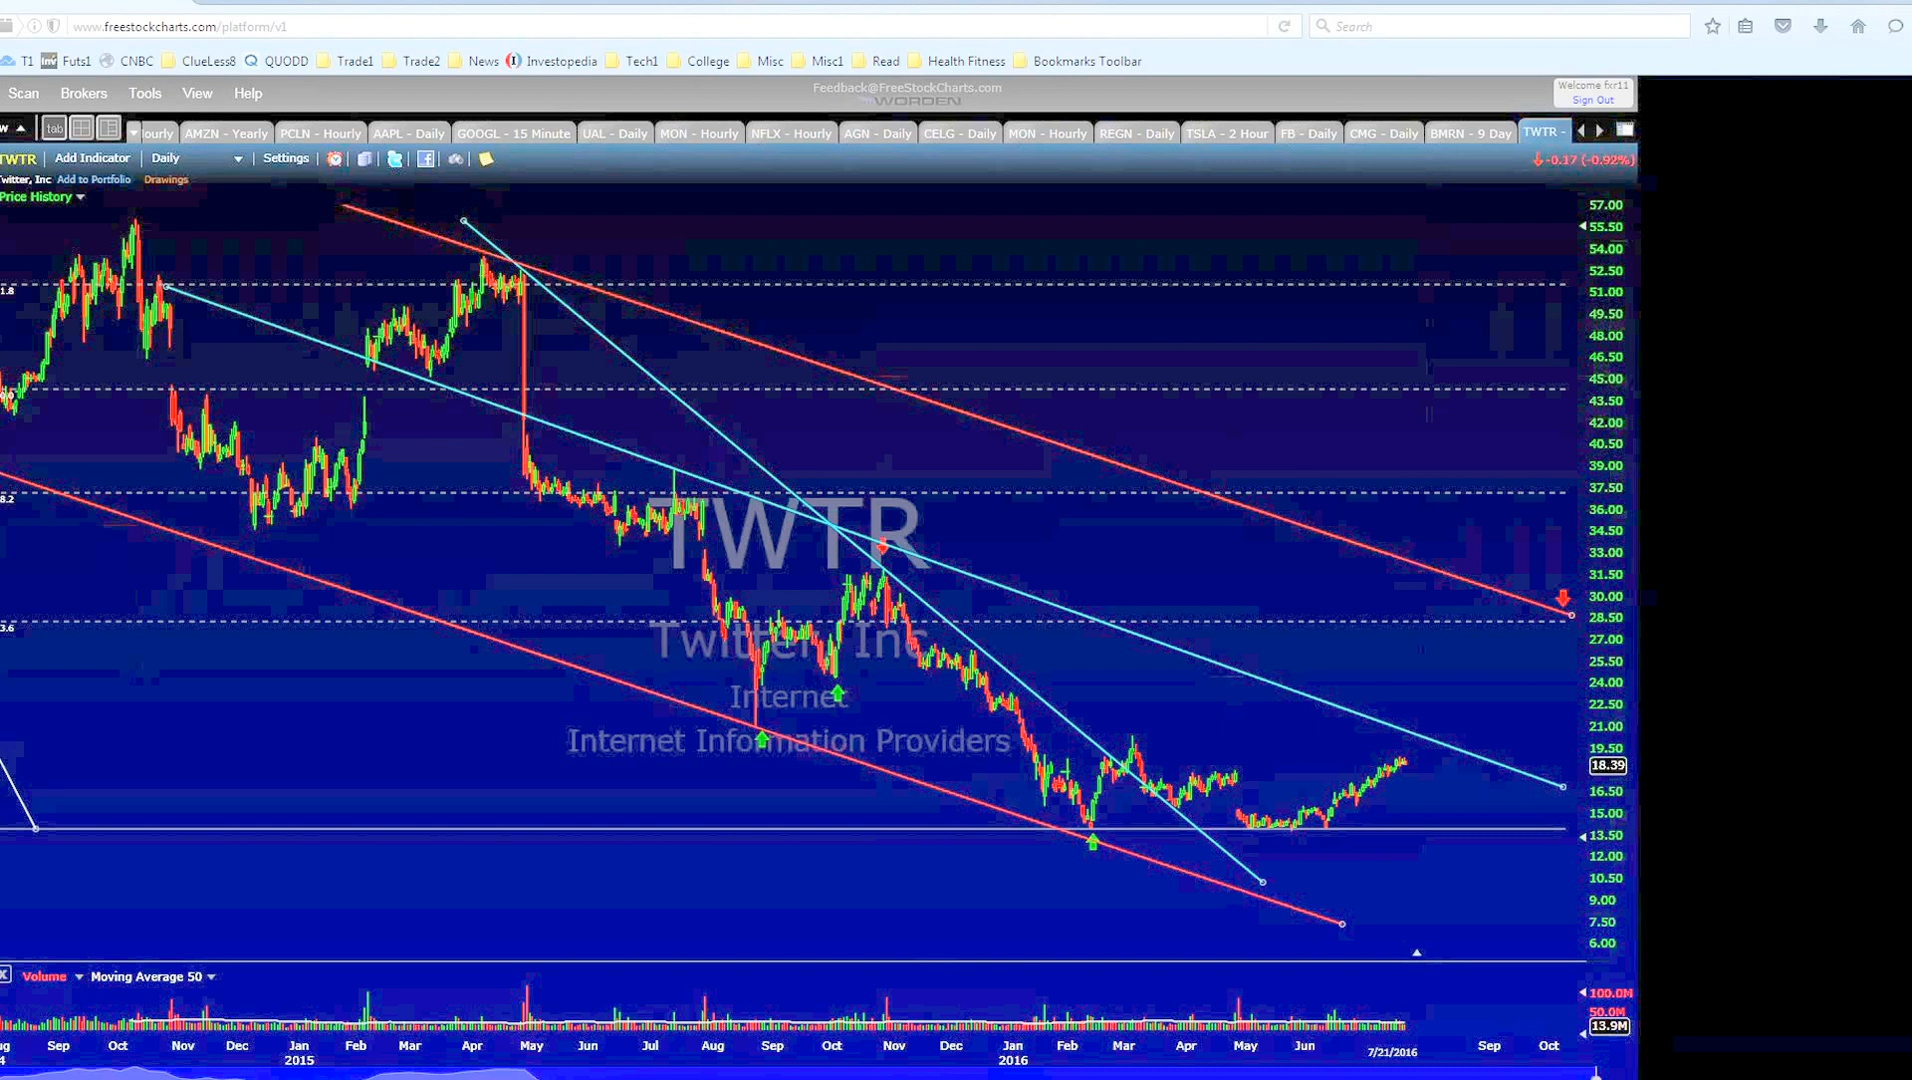 www.freestockcharts.com/platform/v1
Search
T1 Futs1 CNBC ClueLess8 QUODD Trade1 Trade2 News Investopedia Tech1 College Misc Misc1 Read Health Fitness Bookmarks Toolbar
Scan Brokers Tools View Help
Feedback@FreeStockCharts.com
WORDEN
Welcome fxr11
Sign Out
tab
AMZN - Yearly PCLN - Hourly AAPL - Daily GOOGL - 15 Minute UAL - Daily MON - Hourly NFLX - Hourly AGN - Daily CELG - Daily MON - Hourly REGN - Daily TSLA - 2 Hour FB - Daily CMG - Daily BMRN - 9 Day TWTR -
TWTR Add Indicator Daily Settings
-0.17 (-0.92%)
Inc Add to Portfolio Drawings
Price History
57.00
55.50
54.00
52.50
51.00
49.50
48.00
46.50
45.00
43.50
42.00
40.50
39.00
37.50
36.00
34.50
33.00
31.50
30.00
28.50
27.00
25.50
24.00
22.50
21.00
19.50
18.39
16.50
15.00
13.50
12.00
10.50
9.00
7.50
6.00
TWTR
Twitter, Inc
Internet
Internet Information Providers
X Volume Moving Average 50
100.0M
50.0M
13.9M
Sep Oct Nov Dec Jan Feb Mar Apr May Jun Jul Aug Sep Oct Nov Dec Jan Feb Mar Apr May Jun 7/21/2016 Sep Oct
2015 2016